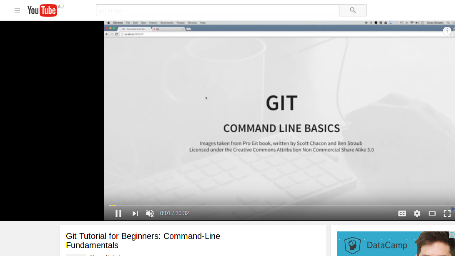 YouTube
GIT
COMMAND LINE BASICS
Images taken from Pro Git book, written by Scott Chacon and Ben Straub
Licensed under the Creative Commons Attribution Non Commercial Share Alike 3.0
Git Tutorial for Beginners: Command-Line
Fundamentals
DataCamp